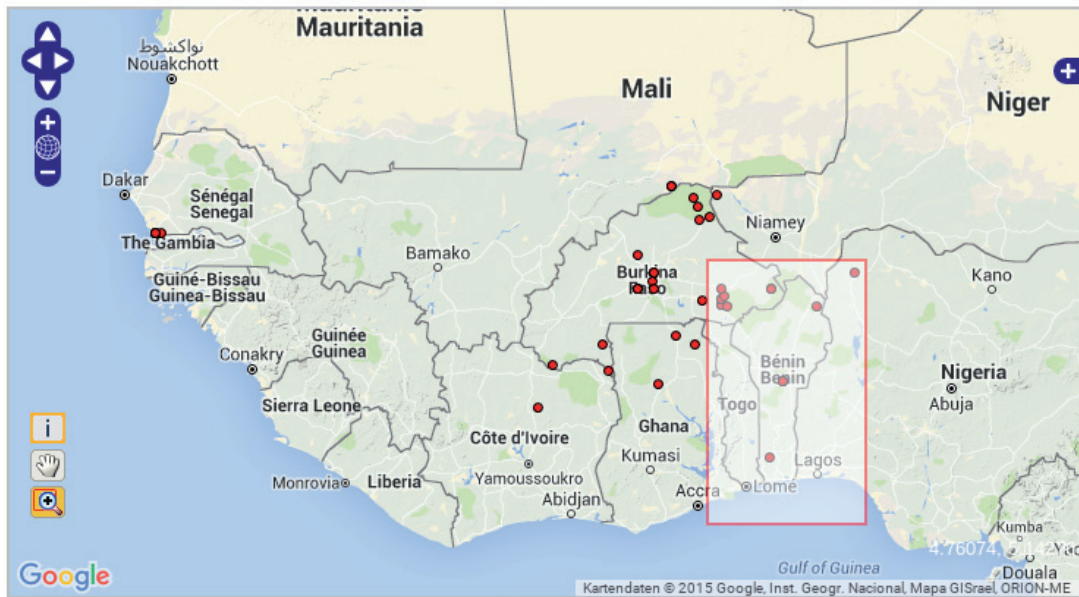 Mauritania
نواكشوط
Nouakchott
Mali
Niger
Dakar
Sénégal
Senegal
Niamey
The Gambia
Bamako
Burkina
Faso
Kano
Guiné-Bissau
Guinea-Bissau
Guinée
Guinea
Conakry
Bénin
Benin
Nigeria
Abuja
Sierra Leone
Togo
Côte d'Ivoire
Ghana
Kumasi
Lagos
Yamoussoukro
Monrovia
Liberia
Abidjan
Accra
Lome
Kumba
Douala
Gulf of Guinea
Google
Kartendaten © 2015 Google, Inst. Geogr. Nacional, Mapa GISrael, ORION-ME